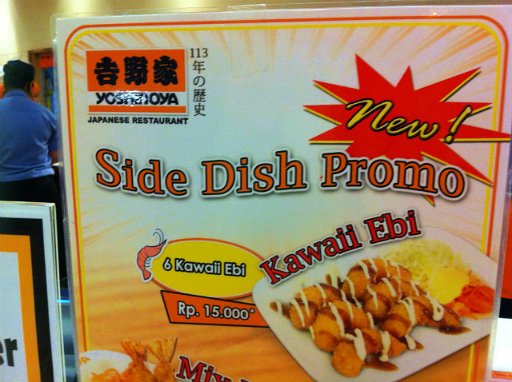 吉野家
YOSHINOYA
JAPANESE RESTAURANT
113年の歴史
New!
Side Dish Promo
Kawaii Ebi
6 Kawaii Ebi
Rp. 15.000*